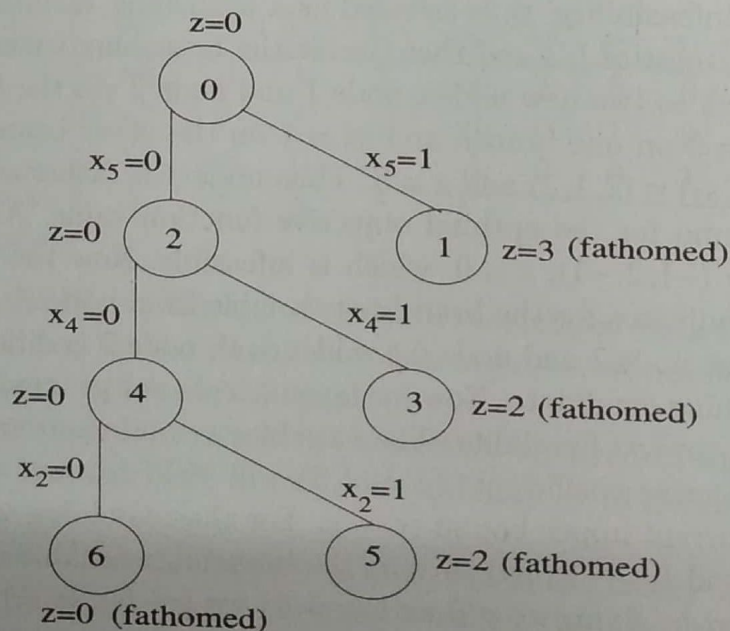 z=0
0
x5=0
x5=1
z=0
2
1
z=3 (fathomed)
x4=0
x4=1
z=0
4
3
z=2 (fathomed)
x2=0
x2=1
6
5
z=2 (fathomed)
z=0 (fathomed)